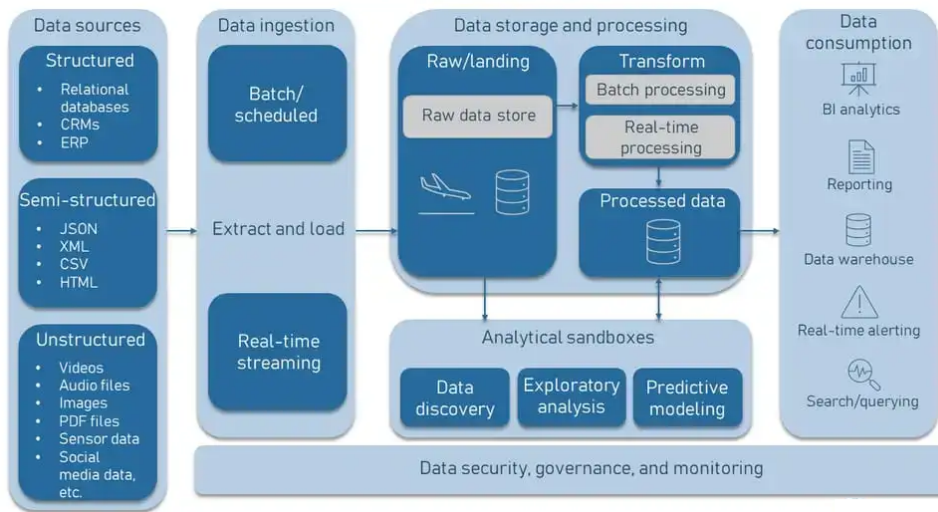 Data sources
Structured
• Relational
databases
• CRMs
• ERP
Semi-structured
• JSON
• XML
• CSV
• HTML
Unstructured
• Videos
• Audio files
• Images
• PDF files
• Sensor data
• Social
media data,
etc.
Data ingestion
Batch/
scheduled
Extract and load
Real-time
streaming
Data storage and processing
Raw/landing
Raw data store
Transform
Batch processing
Real-time
processing
Processed data
Analytical sandboxes
Data
discovery
Exploratory
analysis
Predictive
modeling
Data
consumption
BI analytics
Reporting
Data warehouse
Real-time alerting
Search/querying
Data security, governance, and monitoring